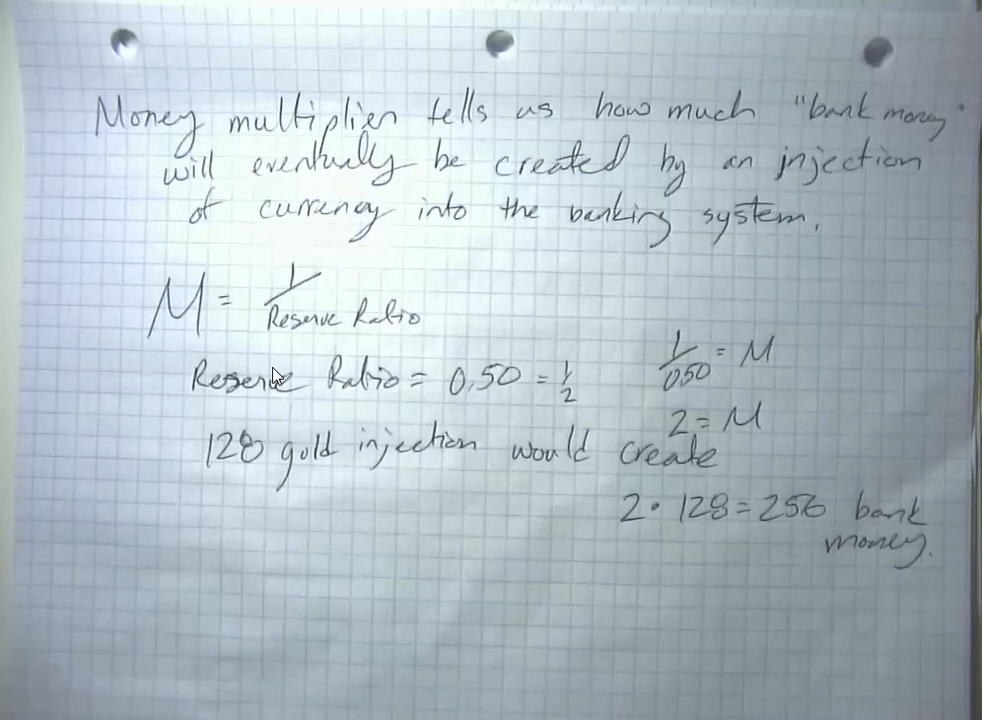 Money multiplier tells us how much "bank money"
will eventually be created by an injection
of currency into the banking system.
M = 1/Reserve Ratio
Reserve Ratio = 0.50 = 1/2
1/0.50 = M
2 = M
128 gold injection would create
2 · 128 = 256 bank
money.